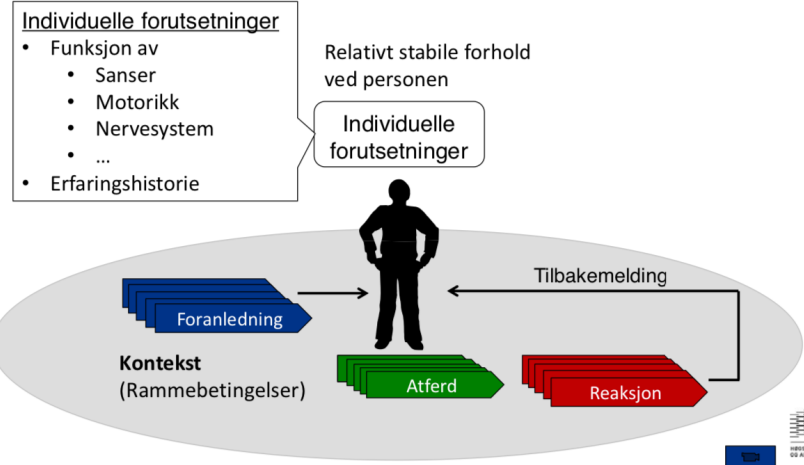 Individuelle forutsetninger
• Funksjon av
• Sanser
• Motorikk
• Nervesystem
• ...
• Erfaringshistorie
Relativt stabile forhold
ved personen
Individuelle
forutsetninger
Tilbakemelding
Foranledning
Kontekst
(Rammebetingelser)
Atferd
Reaksjon